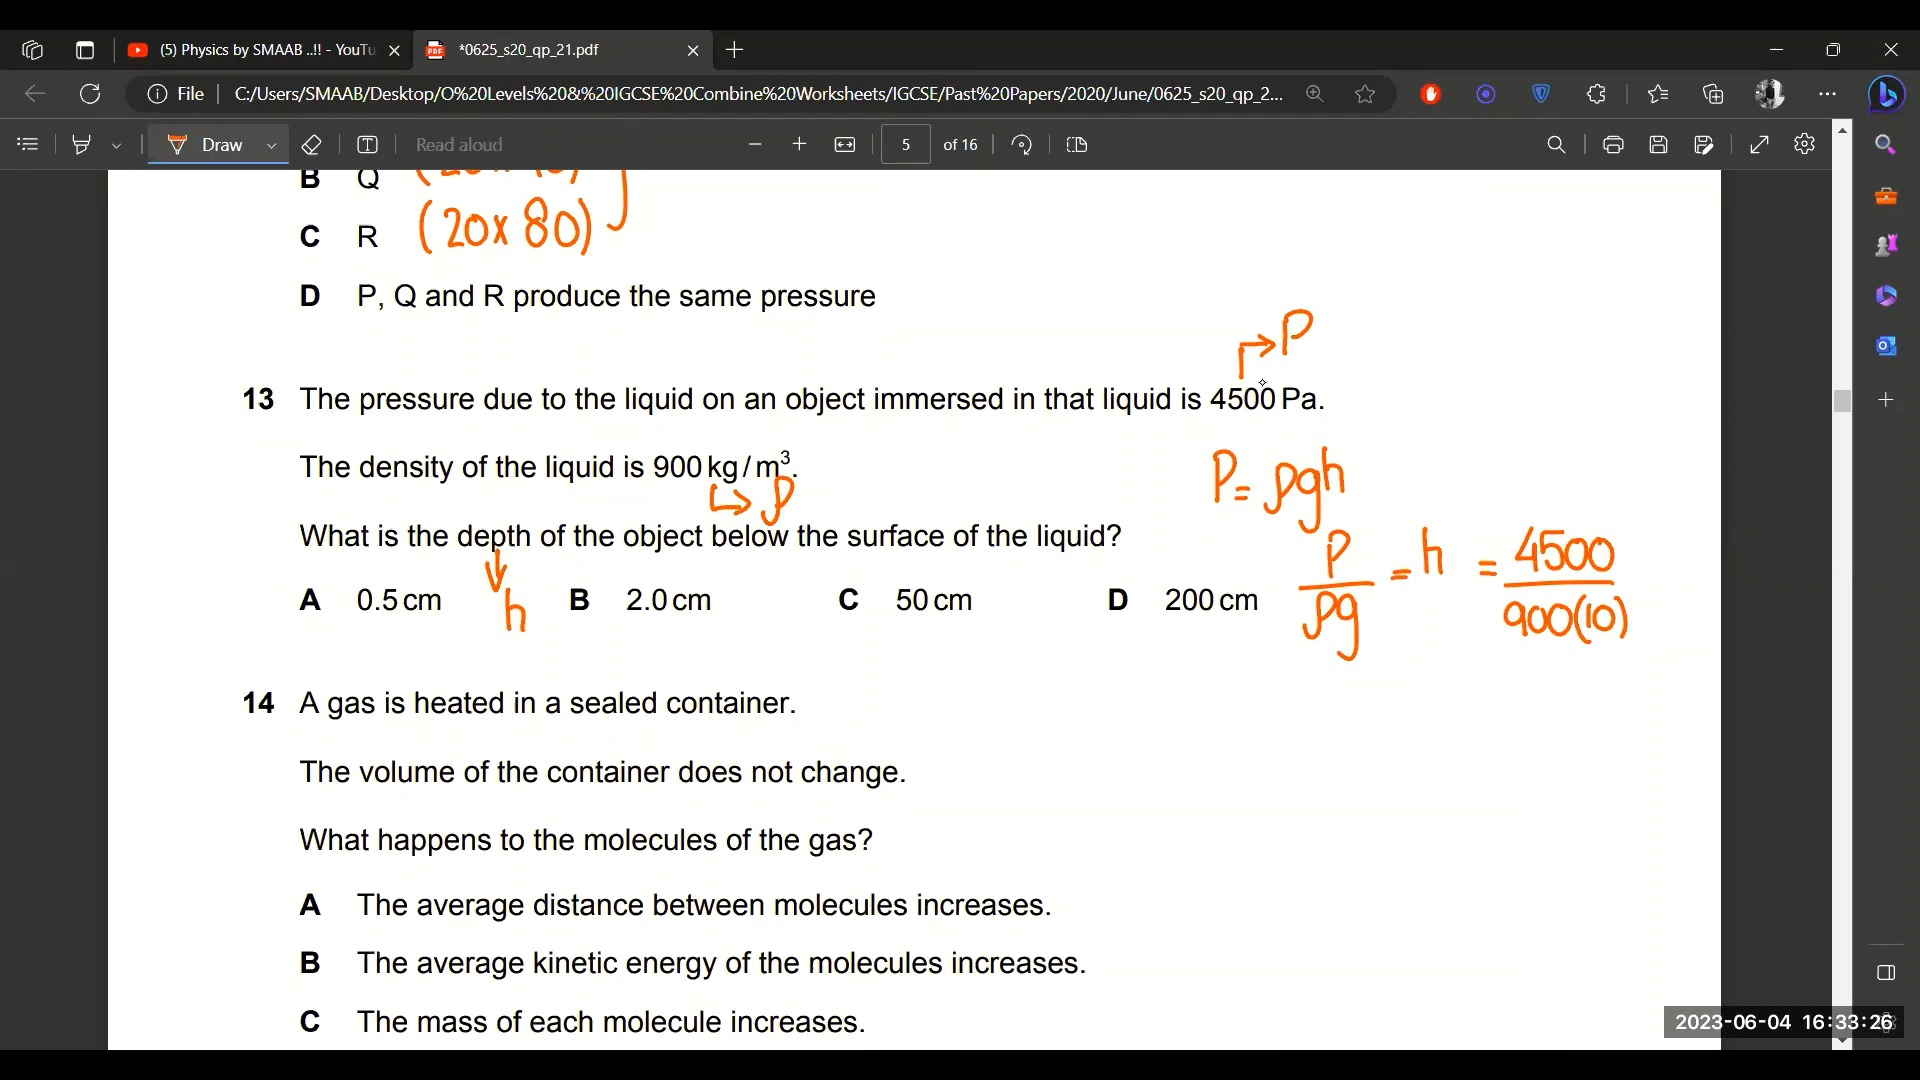 (5) Physics by SMAAB ..!! - YouTu
*0625_s20_qp_21.pdf
File
C:/Users/SMAAB/Desktop/O%20Levels%20&%20IGCSE%20Combine%20Worksheets/IGCSE/Past%20Papers/2020/June/0625_s20_qp_2...
Draw
Read aloud
5 of 16
B Q
C R (20x 80)
D P, Q and R produce the same pressure
P
13 The pressure due to the liquid on an object immersed in that liquid is 4500 Pa.
The density of the liquid is 900 kg/m³.
ρ
P = ρgh
What is the depth of the object below the surface of the liquid?
h
P/ρg = h = 4500/900(10)
A 0.5 cm B 2.0 cm C 50 cm D 200 cm
14 A gas is heated in a sealed container.
The volume of the container does not change.
What happens to the molecules of the gas?
A The average distance between molecules increases.
B The average kinetic energy of the molecules increases.
C The mass of each molecule increases.
2023-06-04 16:33:26